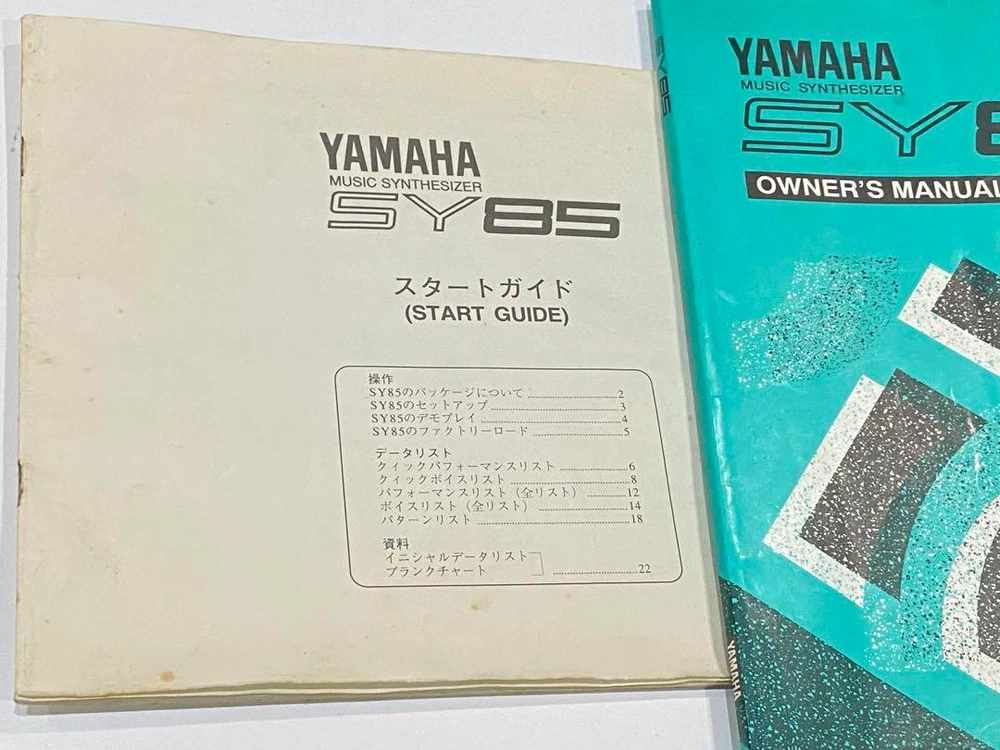 YAMAHA
MUSIC SYNTHESIZER
SY85
スタートガイド
(START GUIDE)
操作
SY85のパッケージについて 2
SY85のセットアップ 3
SY85のデモプレイ 4
SY85のファクトリーロード 5
データリスト
クィックパフォーマンスリスト 6
クィックボイスリスト 8
パフォーマンスリスト（全リスト） 12
ボイスリスト（全リスト） 14
パターンリスト 18
資料
イニシャルデータリスト
ブランクチャート 22
SY85
YAMAHA
YAMAHA
MUSIC SYNTHESIZER
SY8
OWNER'S MANUAL